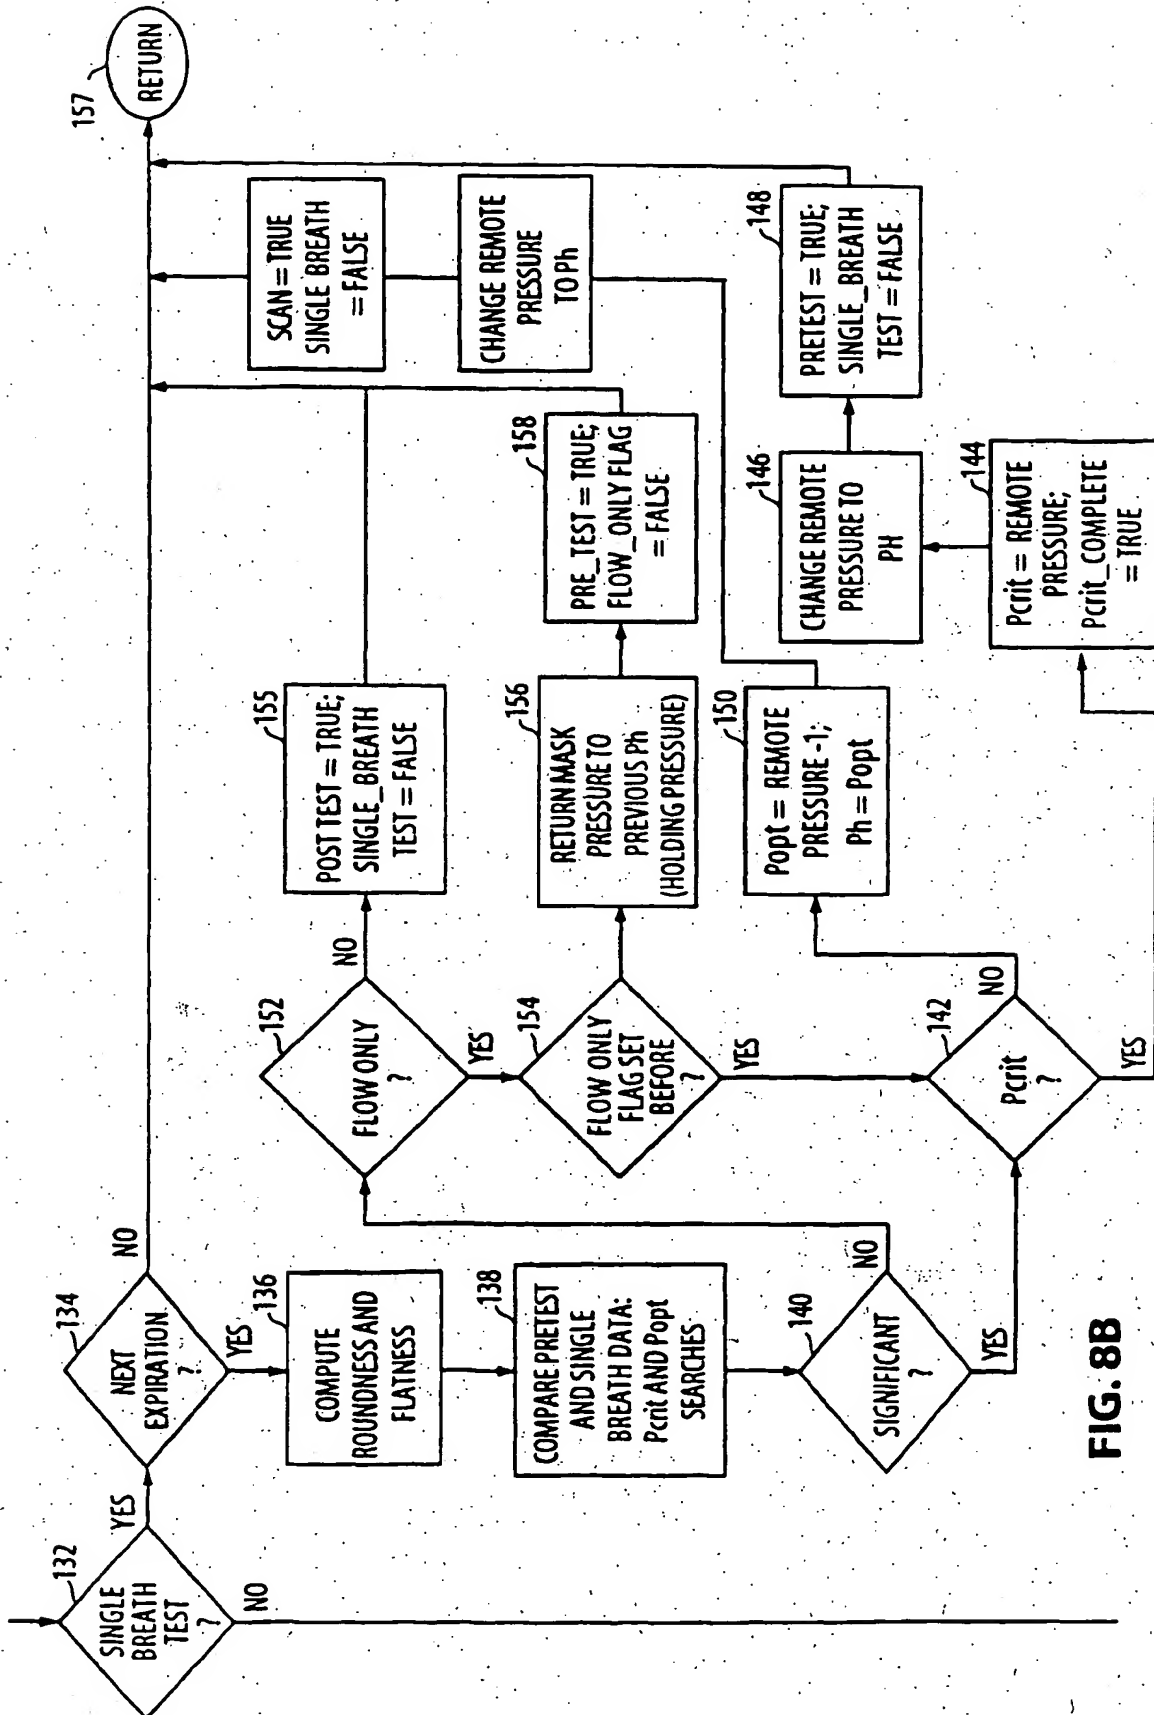 132
SINGLE
BREATH
TEST
?
YES
NO
134
NEXT
EXPIRATION
?
NO
YES
157
RETURN
136
COMPUTE
ROUNDNESS AND
FLATNESS
138
COMPARE PRETEST
AND SINGLE
BREATH DATA:
Pcrit AND Popt
SEARCHES
140
SIGNIFICANT
?
NO
YES
152
FLOW ONLY
?
NO
YES
155
POST TEST = TRUE;
SINGLE_BREATH
TEST = FALSE
154
FLOW ONLY
FLAG SET
BEFORE
?
YES
156
RETURN MASK
PRESSURE TO
PREVIOUS Ph
(HOLDING PRESSURE)
158
PRE_TEST = TRUE;
FLOW_ONLY FLAG
= FALSE
142
Pcrit
?
NO
YES
150
Popt = REMOTE
PRESSURE -1;
Ph = Popt
CHANGE REMOTE
PRESSURE
TO Ph
SCAN = TRUE
SINGLE BREATH
= FALSE
144
Pcrit = REMOTE
PRESSURE;
Pcrit_COMPLETE
= TRUE
146
CHANGE REMOTE
PRESSURE TO
PH
148
PRETEST = TRUE;
SINGLE_BREATH
TEST = FALSE
FIG. 8B